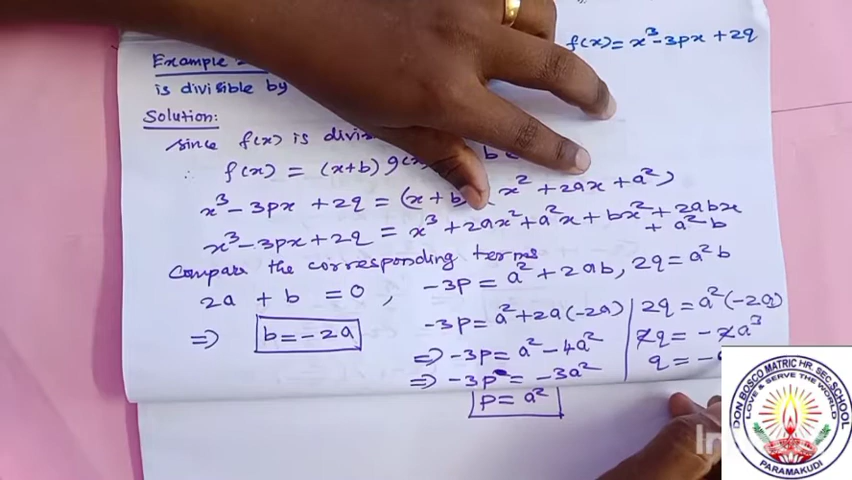 f(x) = x³-3px +2q
Example
is divisible by
Solution:
since f(x) is
∴ f(x) = (x+b) g(x)
x³-3px +2q = (x+b) (x²+2ax+a²)
x³-3px+2q = x³+2ax²+a²x+bx²+2abx
+ a²b
Compare the corresponding terms
2a + b = 0, -3p = a²+2ab, 2q = a²b
⇒ b=-2a
-3p = a²+2a(-2a)
⇒ -3p = a²-4a²
⇒ -3p = -3a²
p = a²
2q = a²(-2a)
2q = -2a³
q = -
DON BOSCO MATRIC HR. SEC SCHOOL
LOVE & SERVE THE WORLD
PARAMAKUDI